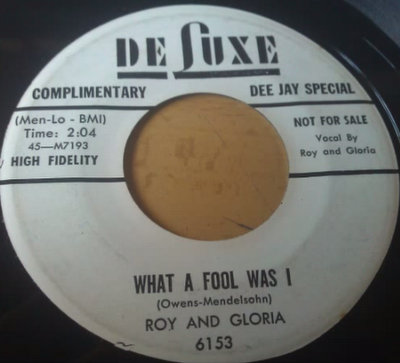 DE LUXE
COMPLIMENTARY DEE JAY SPECIAL
(Men-Lo - BMI)
Time: 2:04
45—M7193
HIGH FIDELITY
NOT FOR SALE
Vocal By
Roy and Gloria
WHAT A FOOL WAS I
(Owens-Mendelsohn)
ROY AND GLORIA
6153